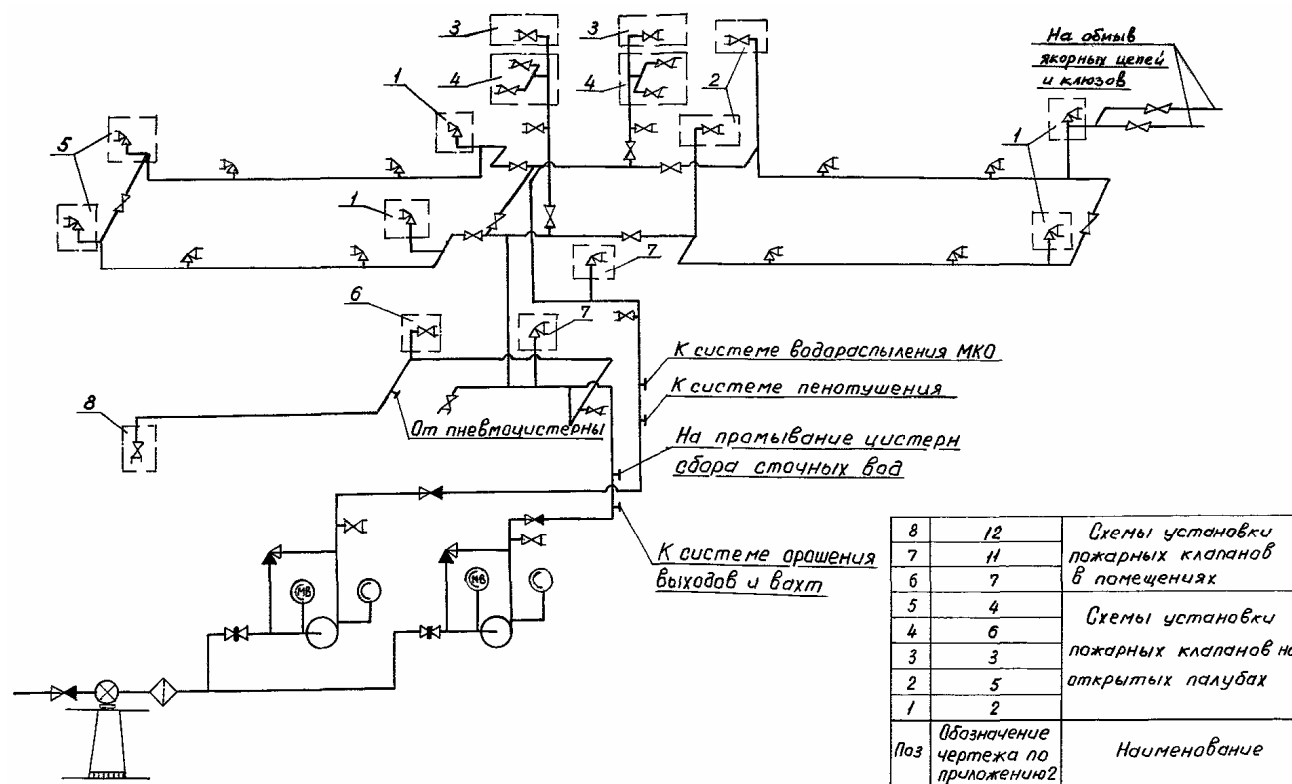 3
3
На обмыв
якорных цепей
и клюзов
4
4
2
1
1
5
1
7
6
7
К системе водораспыления МКО
К системе пенотушения
8
От пневмоцистерны
На промывание цистерн
сбора сточных вод
К системе орошения
выходов и вахт
МВ
МВ
8 12 Схемы установки
7 11 пожарных клапанов
6 7 в помещениях
5 4 Схемы установки
4 6
3 3 пожарных клапанов на
2 5 открытых палубах
1 2
Поз Обозначение чертежа по приложению2 Наименование